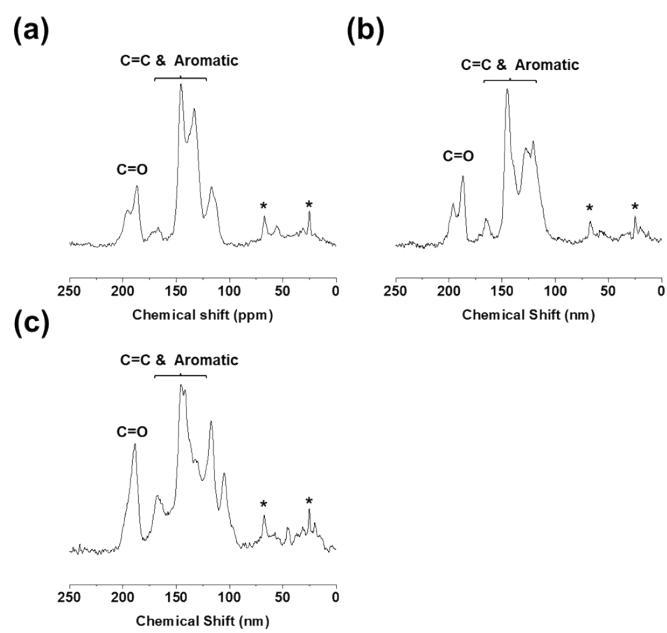 (a)
C=C & Aromatic
C=O
*
*
250 200 150 100 50 0
Chemical shift (ppm)
(b)
C=C & Aromatic
C=O
*
*
250 200 150 100 50 0
Chemical Shift (nm)
(c)
C=C & Aromatic
C=O
*
*
250 200 150 100 50 0
Chemical Shift (nm)